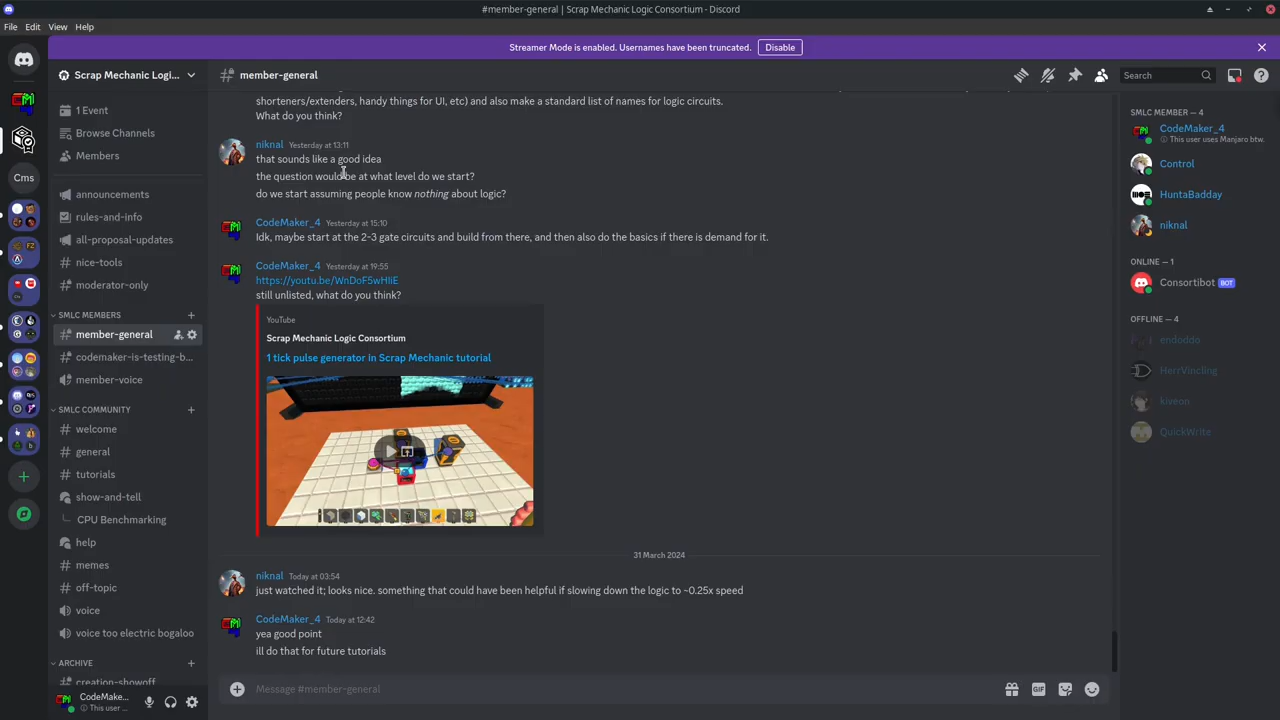 #member-general | Scrap Mechanic Logic Consortium - Discord
File Edit View Help
Streamer Mode is enabled. Usernames have been truncated. Disable
Scrap Mechanic Logi...
1 Event
Browse Channels
Members
announcements
rules-and-info
all-proposal-updates
nice-tools
moderator-only
SMLC MEMBERS
member-general
codemaker-is-testing-b...
member-voice
SMLC COMMUNITY
welcome
general
tutorials
show-and-tell
CPU Benchmarking
help
memes
off-topic
voice
voice too electric bogaloo
ARCHIVE
creation-showoff
Cms
CodeMake...
This user ...
member-general
Search
shorteners/extenders, handy things for UI, etc) and also make a standard list of names for logic circuits.
What do you think?
niknal Yesterday at 13:11
that sounds like a good idea
the question would be at what level do we start?
do we start assuming people know nothing about logic?
CodeMaker_4 Yesterday at 15:10
Idk, maybe start at the 2-3 gate circuits and build from there, and then also do the basics if there is demand for it.
CodeMaker_4 Yesterday at 19:55
https://youtu.be/WnDoF5wHIiE
still unlisted, what do you think?
YouTube
Scrap Mechanic Logic Consortium
1 tick pulse generator in Scrap Mechanic tutorial
31 March 2024
niknal Today at 03:54
just watched it; looks nice. something that could have been helpful if slowing down the logic to ~0.25x speed
CodeMaker_4 Today at 12:42
yea good point
ill do that for future tutorials
Message #member-general
GIF
SMLC MEMBER — 4
CodeMaker_4
This user uses Manjaro btw.
Control
HuntaBadday
niknal
ONLINE — 1
Consortibot BOT
OFFLINE — 4
endoddo
HerrVincling
kiveon
QuickWrite